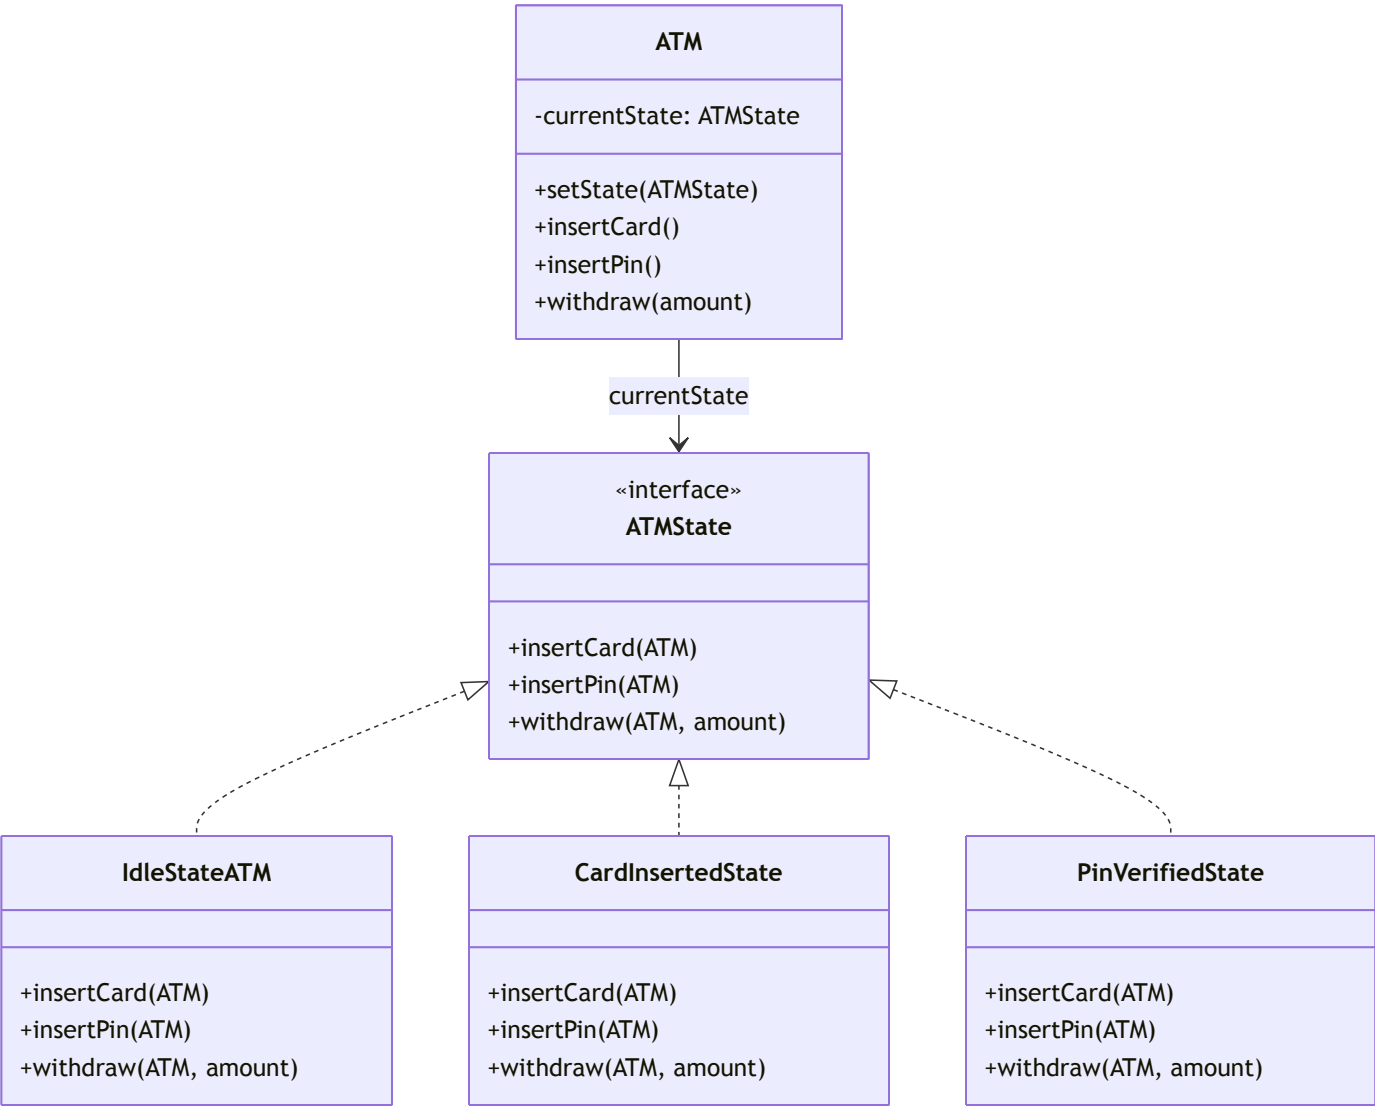 ATM
-currentState: ATMState
+setState(ATMState)
+insertCard()
+insertPin()
+withdraw(amount)
currentState
«interface»
ATMState
+insertCard(ATM)
+insertPin(ATM)
+withdraw(ATM, amount)
IdleStateATM
+insertCard(ATM)
+insertPin(ATM)
+withdraw(ATM, amount)
CardInsertedState
+insertCard(ATM)
+insertPin(ATM)
+withdraw(ATM, amount)
PinVerifiedState
+insertCard(ATM)
+insertPin(ATM)
+withdraw(ATM, amount)